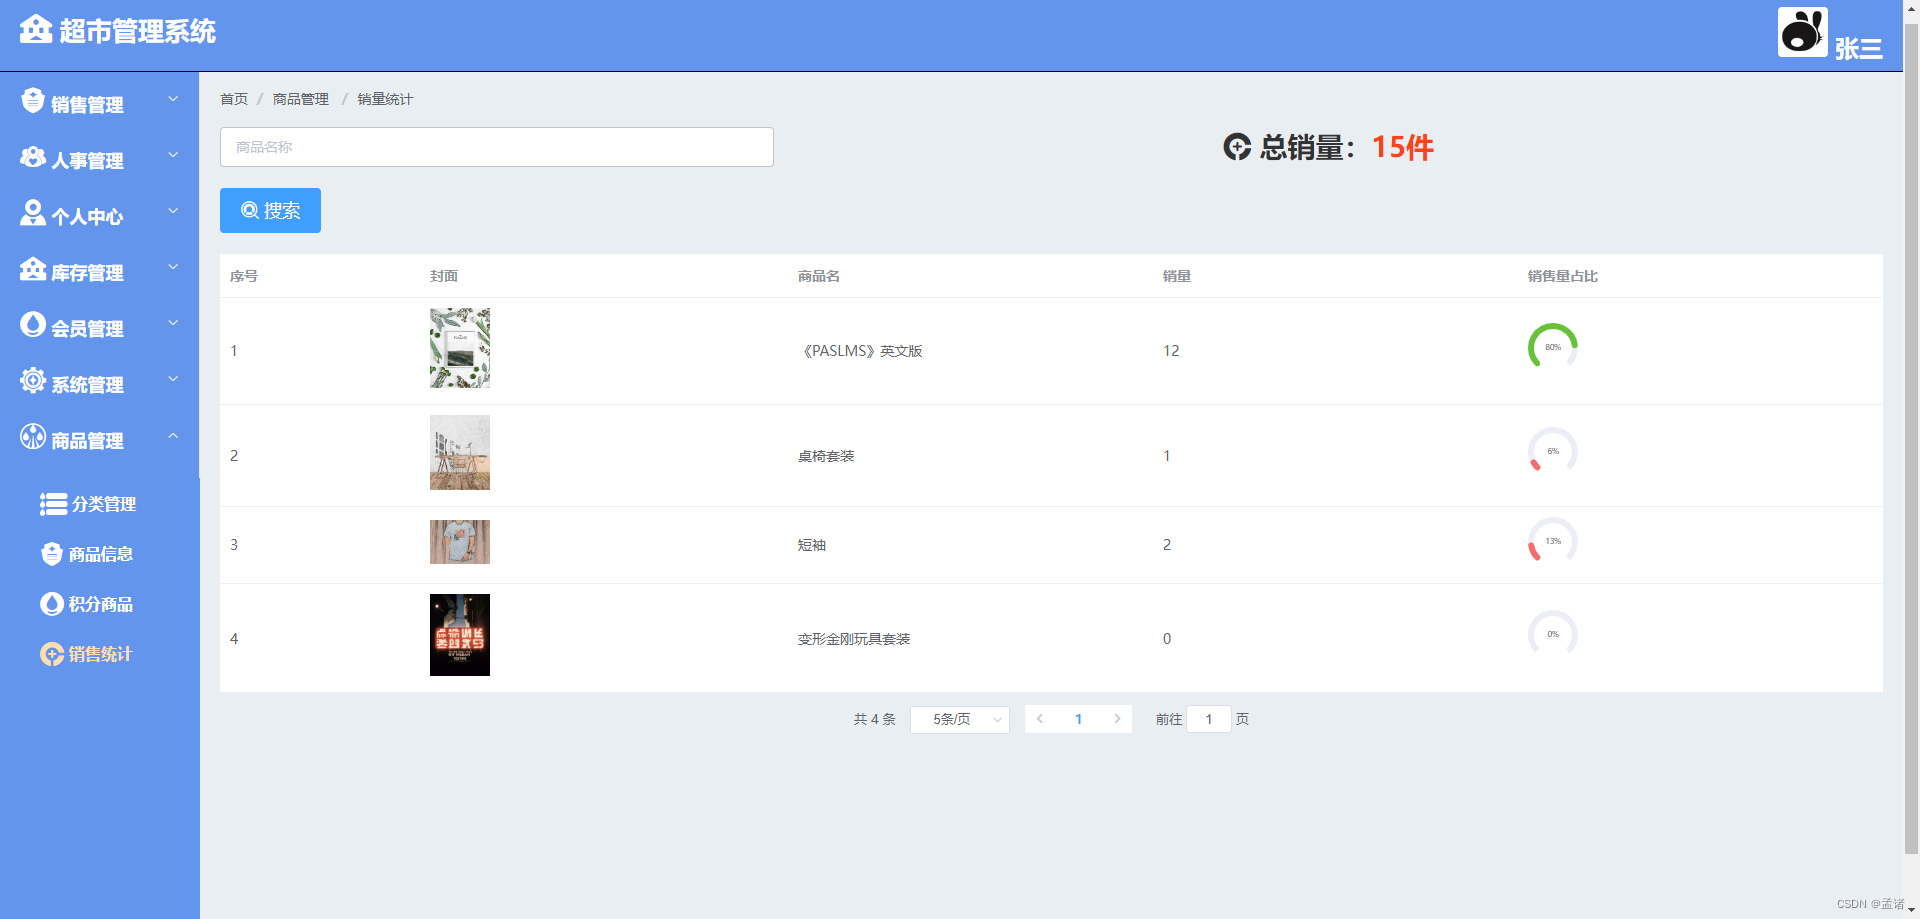 超市管理系统
张三
销售管理
人事管理
个人中心
库存管理
会员管理
系统管理
商品管理
分类管理
商品信息
积分商品
销售统计
首页 / 商品管理 / 销量统计
商品名称
总销量：15件
搜索
序号 封面 商品名 销量 销售量占比
1 《PASLMS》英文版 12 80%
2 桌椅套装 1 6%
3 短袖 2 13%
4 变形金刚玩具套装 0 0%
共 4 条 5条/页 1 前往 1 页
CSDN @孟诸